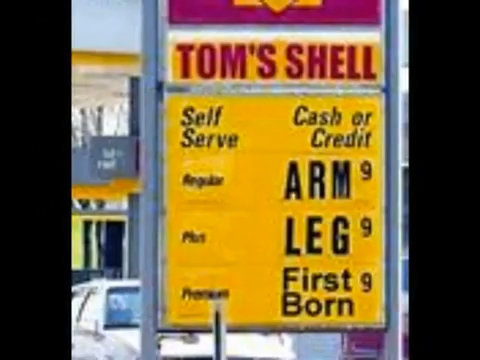 TOM'S SHELL
Self Cash or
Serve Credit
Regular ARM 9
Plus LEG 9
Premium First 9
Born